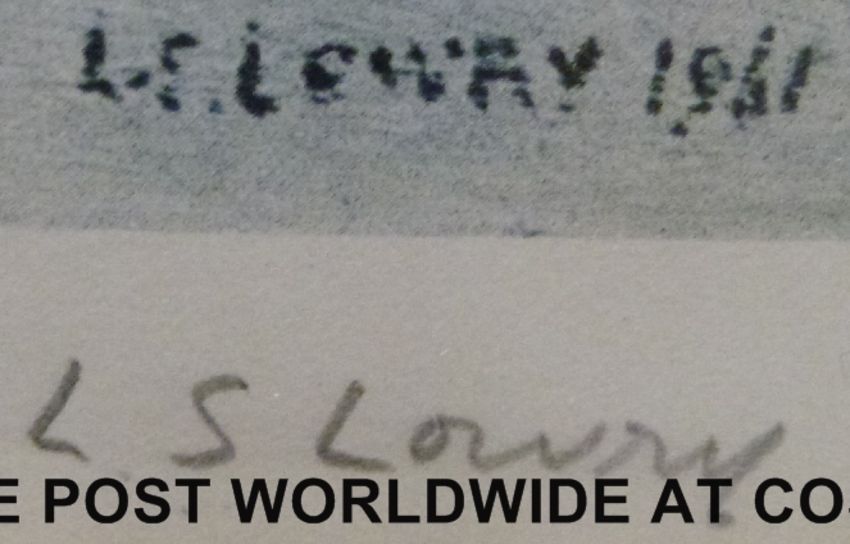 L.S. LOWRY 1961
L S Lowry
E POST WORLDWIDE AT CO